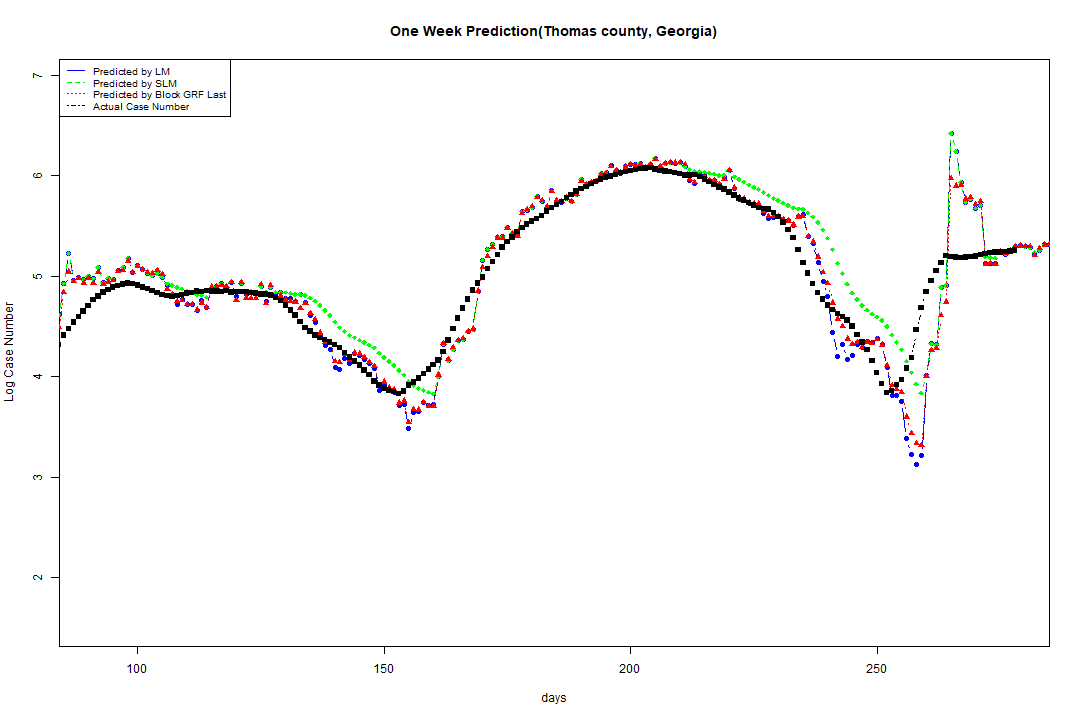 One Week Prediction(Thomas county, Georgia)
Predicted by LM
Predicted by SLM
Predicted by Block GRF Last
Actual Case Number
7
6
5
4
3
2
Log Case Number
100 150 200 250
days